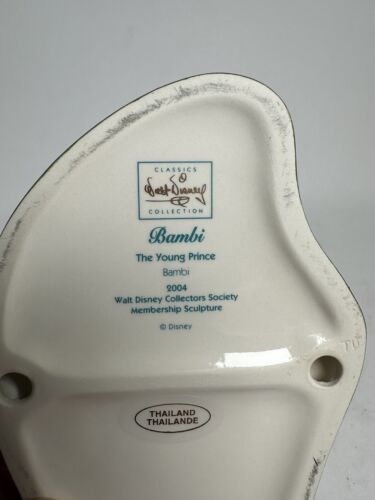 CLASSICS
Walt Disney
COLLECTION
Bambi
The Young Prince
Bambi
2004
Walt Disney Collectors Society
Membership Sculpture
© Disney
THAILAND
THAILANDE